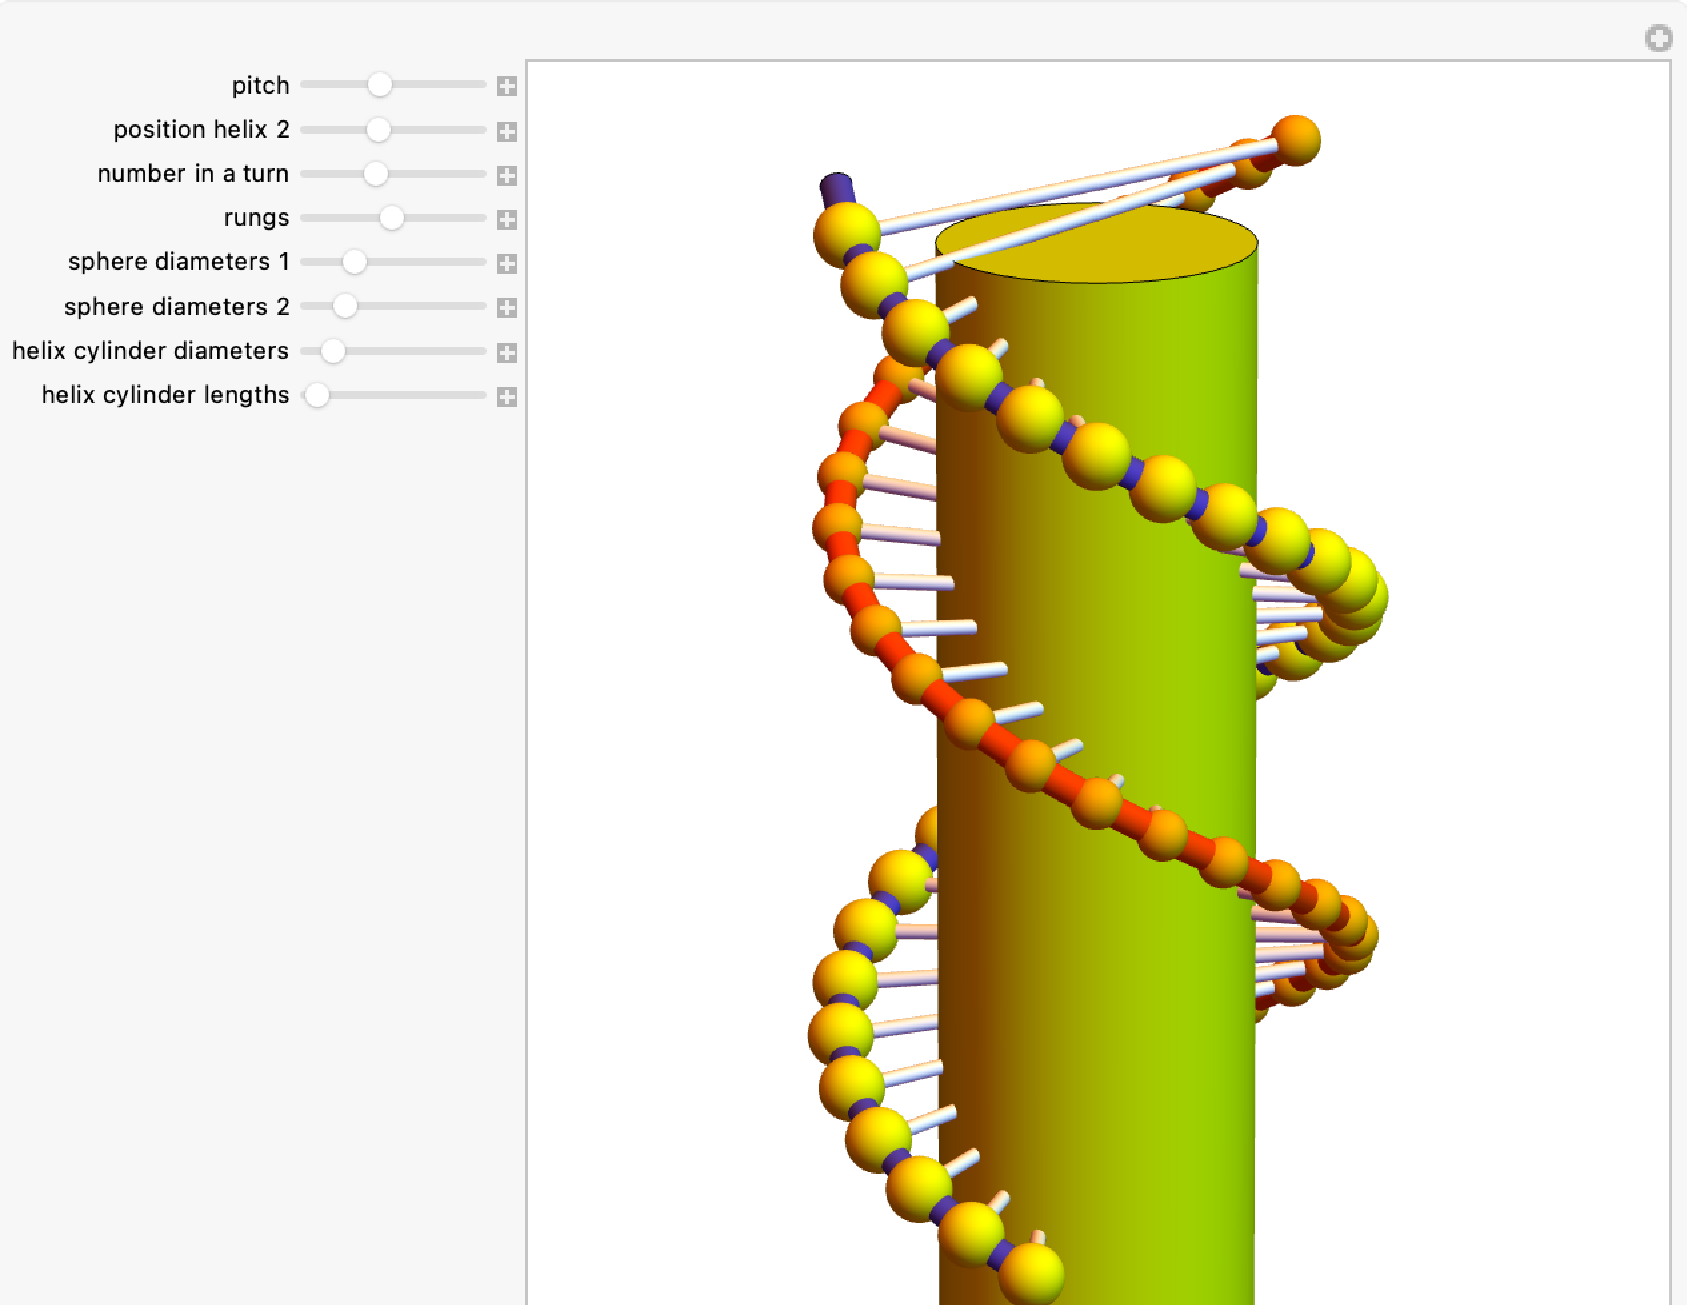 pitch
position helix 2
number in a turn
rungs
sphere diameters 1
sphere diameters 2
helix cylinder diameters
helix cylinder lengths